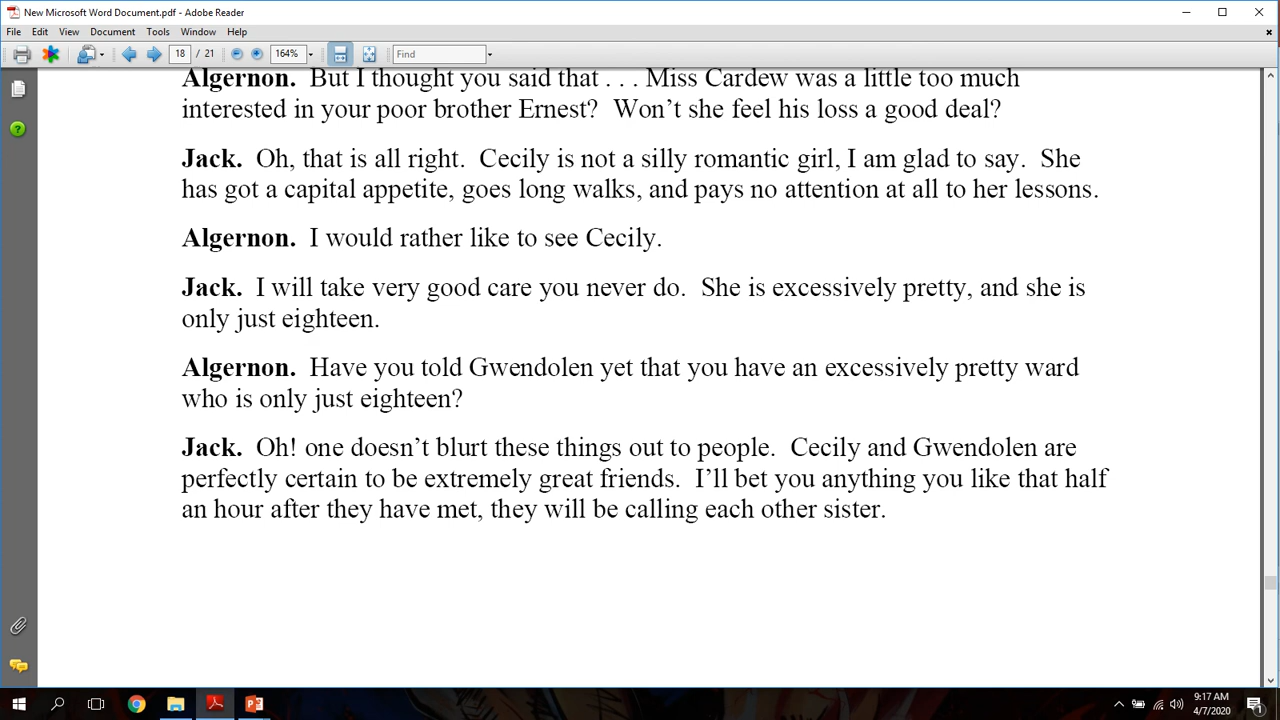 New Microsoft Word Document.pdf - Adobe Reader
File Edit View Document Tools Window Help
18 / 21 164% Find
Algernon. But I thought you said that . . . Miss Cardew was a little too much
interested in your poor brother Ernest? Won’t she feel his loss a good deal?
Jack. Oh, that is all right. Cecily is not a silly romantic girl, I am glad to say. She
has got a capital appetite, goes long walks, and pays no attention at all to her lessons.
Algernon. I would rather like to see Cecily.
Jack. I will take very good care you never do. She is excessively pretty, and she is
only just eighteen.
Algernon. Have you told Gwendolen yet that you have an excessively pretty ward
who is only just eighteen?
Jack. Oh! one doesn’t blurt these things out to people. Cecily and Gwendolen are
perfectly certain to be extremely great friends. I’ll bet you anything you like that half
an hour after they have met, they will be calling each other sister.
9:17 AM
4/7/2020
1